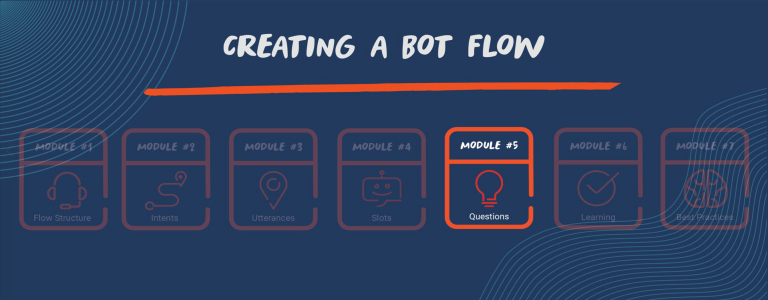 CREATING A BOT FLOW
MODULE #1
MODULE #2
MODULE #3
MODULE #4
MODULE #5
MODULE #6
MODULE #7
Flow Structure
Intents
Utterances
Slots
Questions
Learning
Best Practices